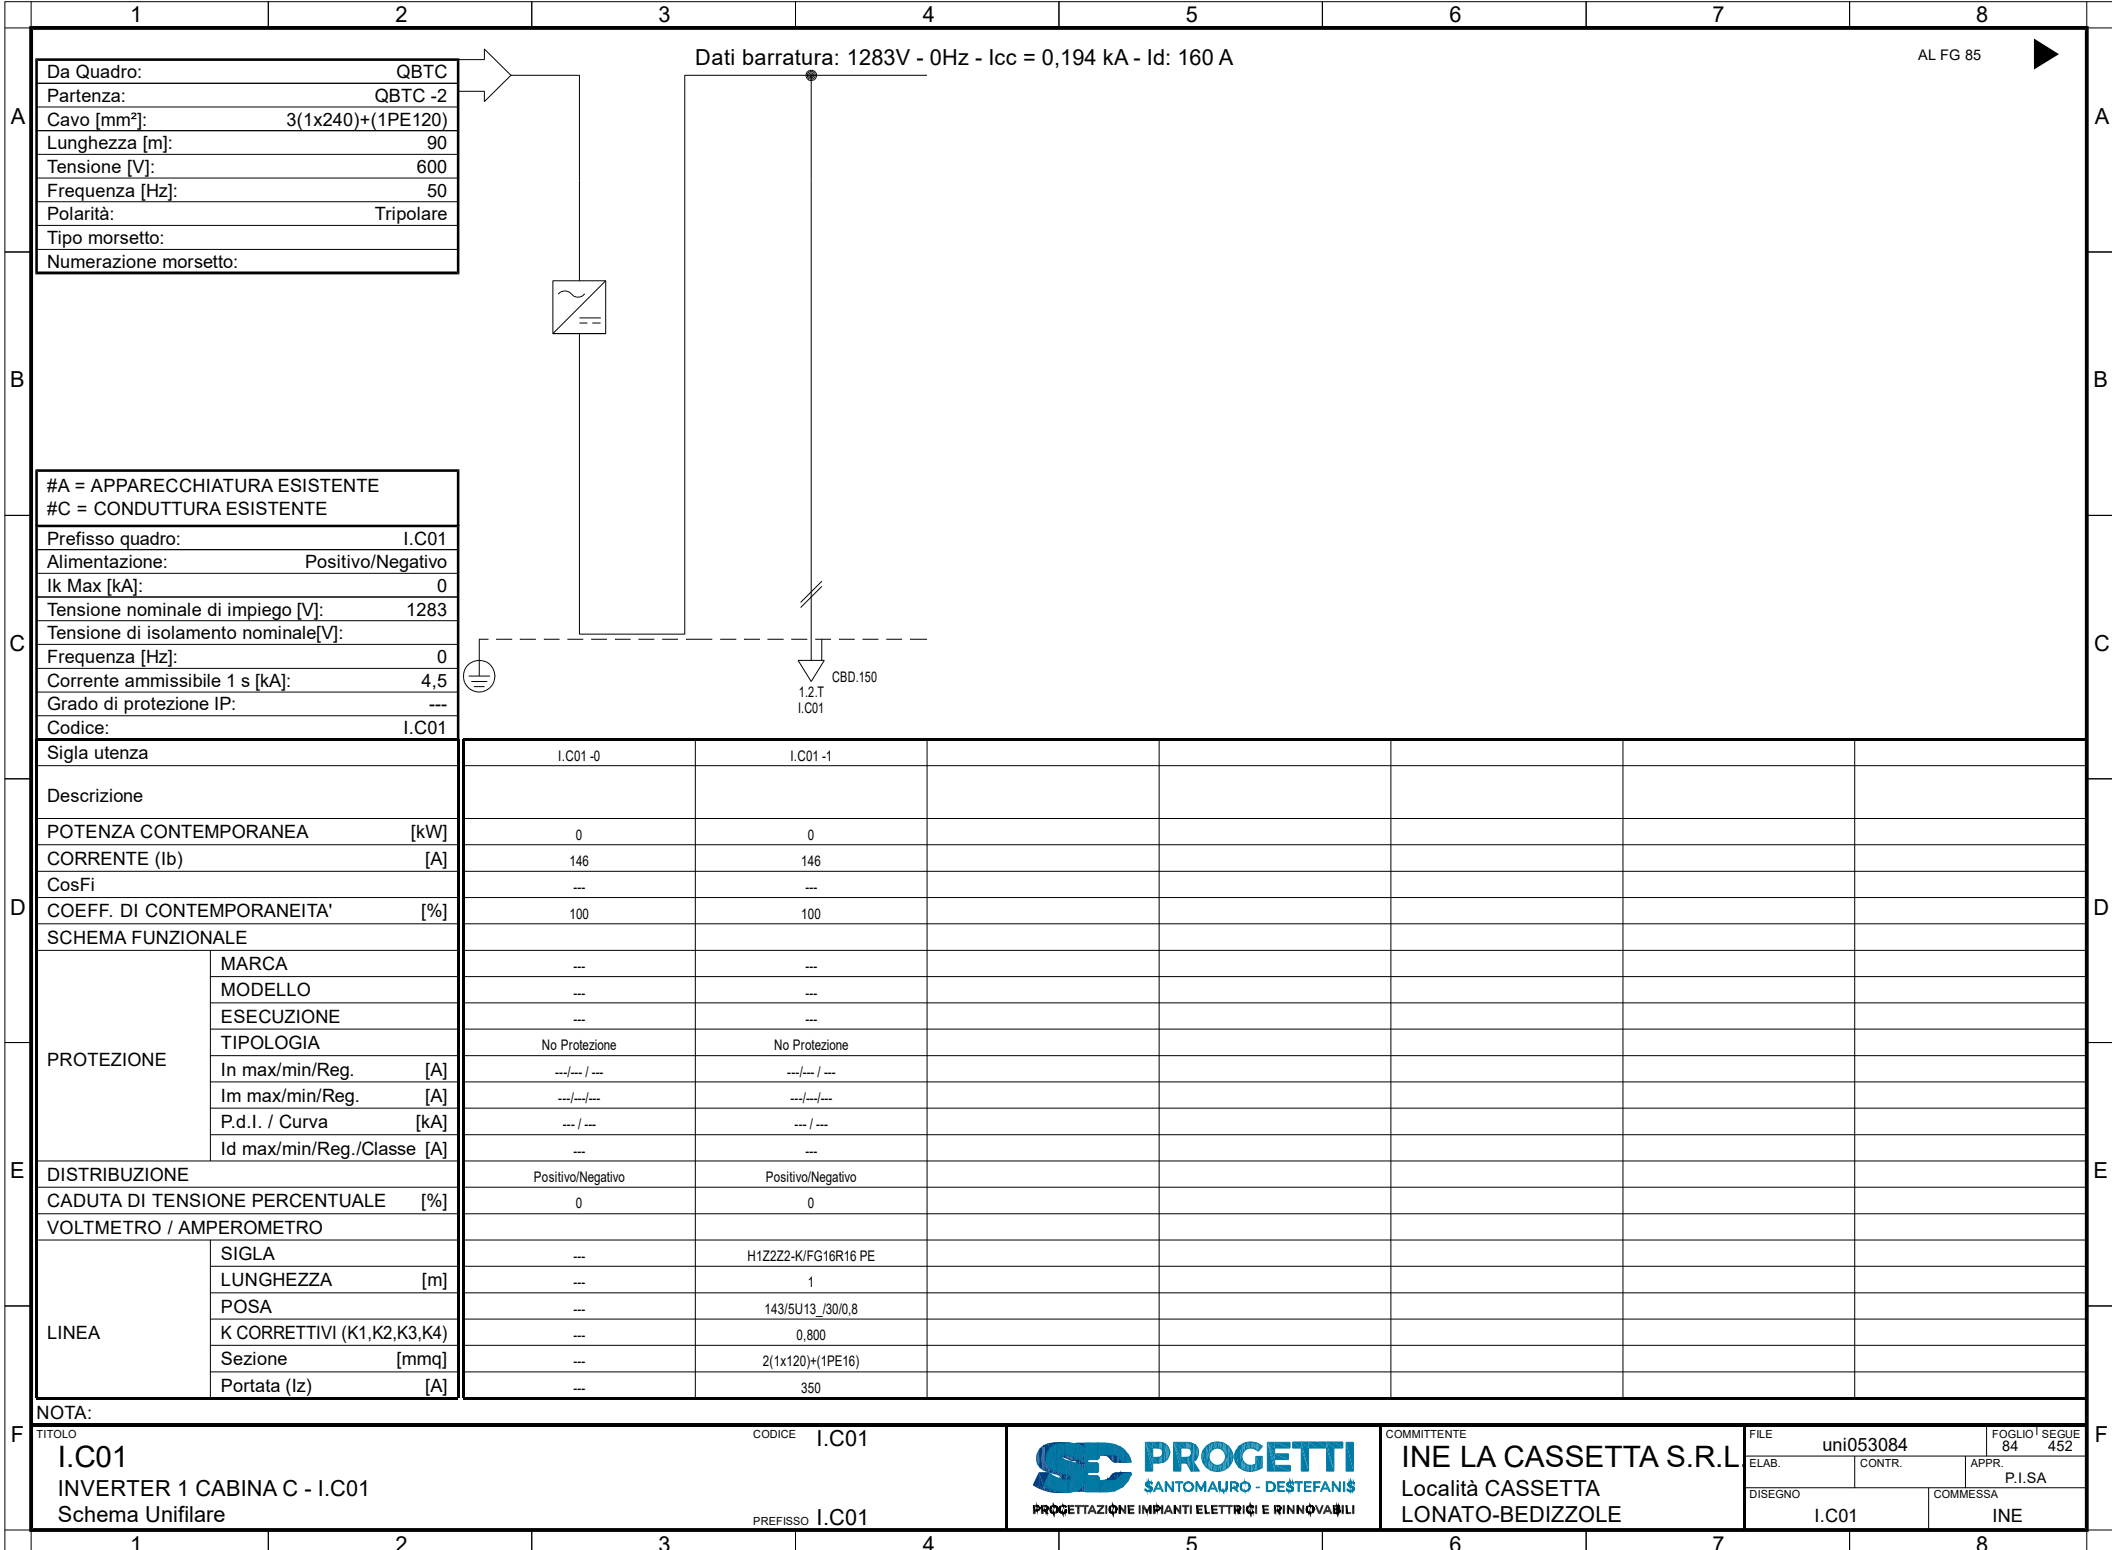 1 2 3 4 5 6 7 8
Dati barratura: 1283V - 0Hz - Icc = 0,194 kA - Id: 160 A
AL FG 85
A A
B B
C C
D D
E E
F F
Da Quadro: QBTC
Partenza: QBTC -2
Cavo [mm²]: 3(1x240)+(1PE120)
Lunghezza [m]: 90
Tensione [V]: 600
Frequenza [Hz]: 50
Polarità: Tripolare
Tipo morsetto:
Numerazione morsetto:
#A = APPARECCHIATURA ESISTENTE
#C = CONDUTTURA ESISTENTE
Prefisso quadro: I.C01
Alimentazione: Positivo/Negativo
Ik Max [kA]: 0
Tensione nominale di impiego [V]: 1283
Tensione di isolamento nominale[V]:
Frequenza [Hz]: 0
Corrente ammissibile 1 s [kA]: 4,5
Grado di protezione IP: ---
Codice: I.C01
CBD.150
1.2.T
I.C01
Sigla utenza I.C01 -0 I.C01 -1
Descrizione
POTENZA CONTEMPORANEA [kW] 0 0
CORRENTE (Ib) [A] 146 146
CosFi --- ---
COEFF. DI CONTEMPORANEITA' [%] 100 100
SCHEMA FUNZIONALE
PROTEZIONE
MARCA --- ---
MODELLO --- ---
ESECUZIONE --- ---
TIPOLOGIA No Protezione No Protezione
In max/min/Reg. [A] ---/--- / --- ---/--- / ---
Im max/min/Reg. [A] ---/---/--- ---/---/---
P.d.I. / Curva [kA] --- / --- --- / ---
Id max/min/Reg./Classe [A] --- ---
DISTRIBUZIONE Positivo/Negativo Positivo/Negativo
CADUTA DI TENSIONE PERCENTUALE [%] 0 0
VOLTMETRO / AMPEROMETRO
LINEA
SIGLA --- H1Z2Z2-K/FG16R16 PE
LUNGHEZZA [m] --- 1
POSA --- 143/5U13_/30/0,8
K CORRETTIVI (K1,K2,K3,K4) --- 0,800
Sezione [mmq] --- 2(1x120)+(1PE16)
Portata (Iz) [A] --- 350
NOTA:
TITOLO
I.C01
INVERTER 1 CABINA C - I.C01
Schema Unifilare
CODICE I.C01
PREFISSO I.C01
PROGETTI
SANTOMAURO - DESTEFANIS
PROGETTAZIONE IMPIANTI ELETTRICI E RINNOVABILI
COMMITTENTE
INE LA CASSETTA S.R.L.
Località CASSETTA
LONATO-BEDIZZOLE
FILE uni053084
FOGLIO 84 SEGUE 452
ELAB. CONTR. APPR. P.I.SA
DISEGNO I.C01
COMMESSA INE
1 2 3 4 5 6 7 8